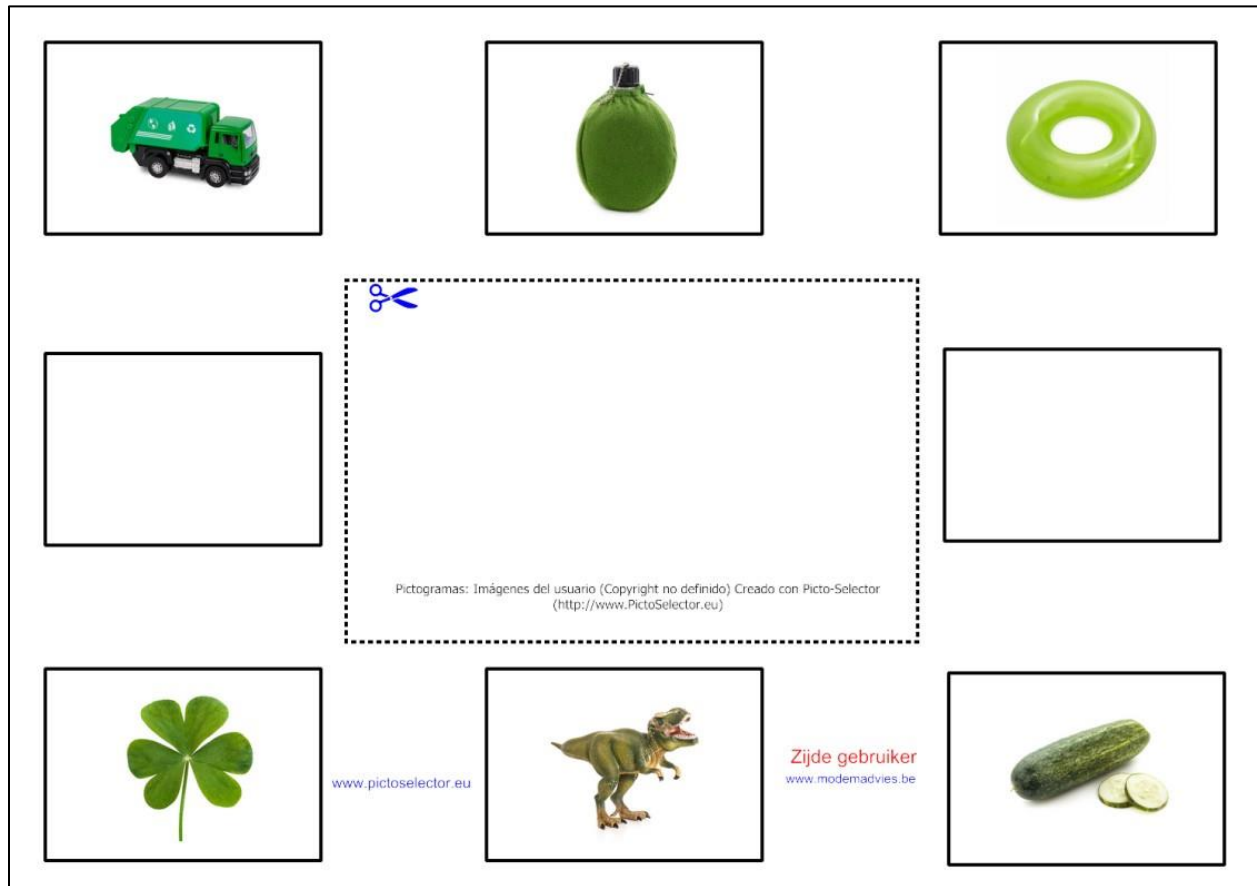 Pictogramas: Imágenes del usuario (Copyright no definido) Creado con Picto-Selector
(http://www.PictoSelector.eu)
www.pictoselector.eu
Zijde gebruiker
www.modemadvies.be